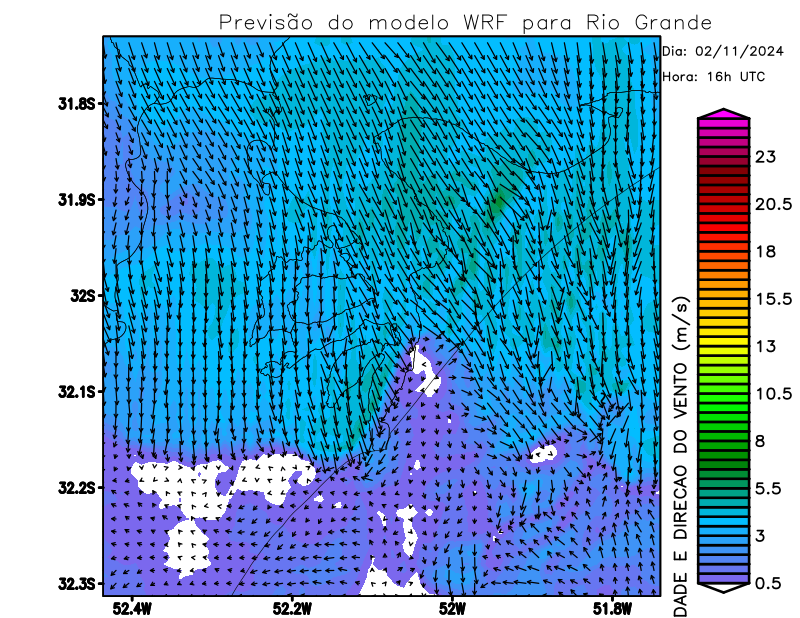 Previsão do modelo WRF para Rio Grande
Dia: 02/11/2024
Hora: 16h UTC
31.8S
31.9S
32S
32.1S
32.2S
32.3S
52.4W
52.2W
52W
51.8W
DADE E DIRECAO DO VENTO (m/s)
23
20.5
18
15.5
13
10.5
8
5.5
3
0.5